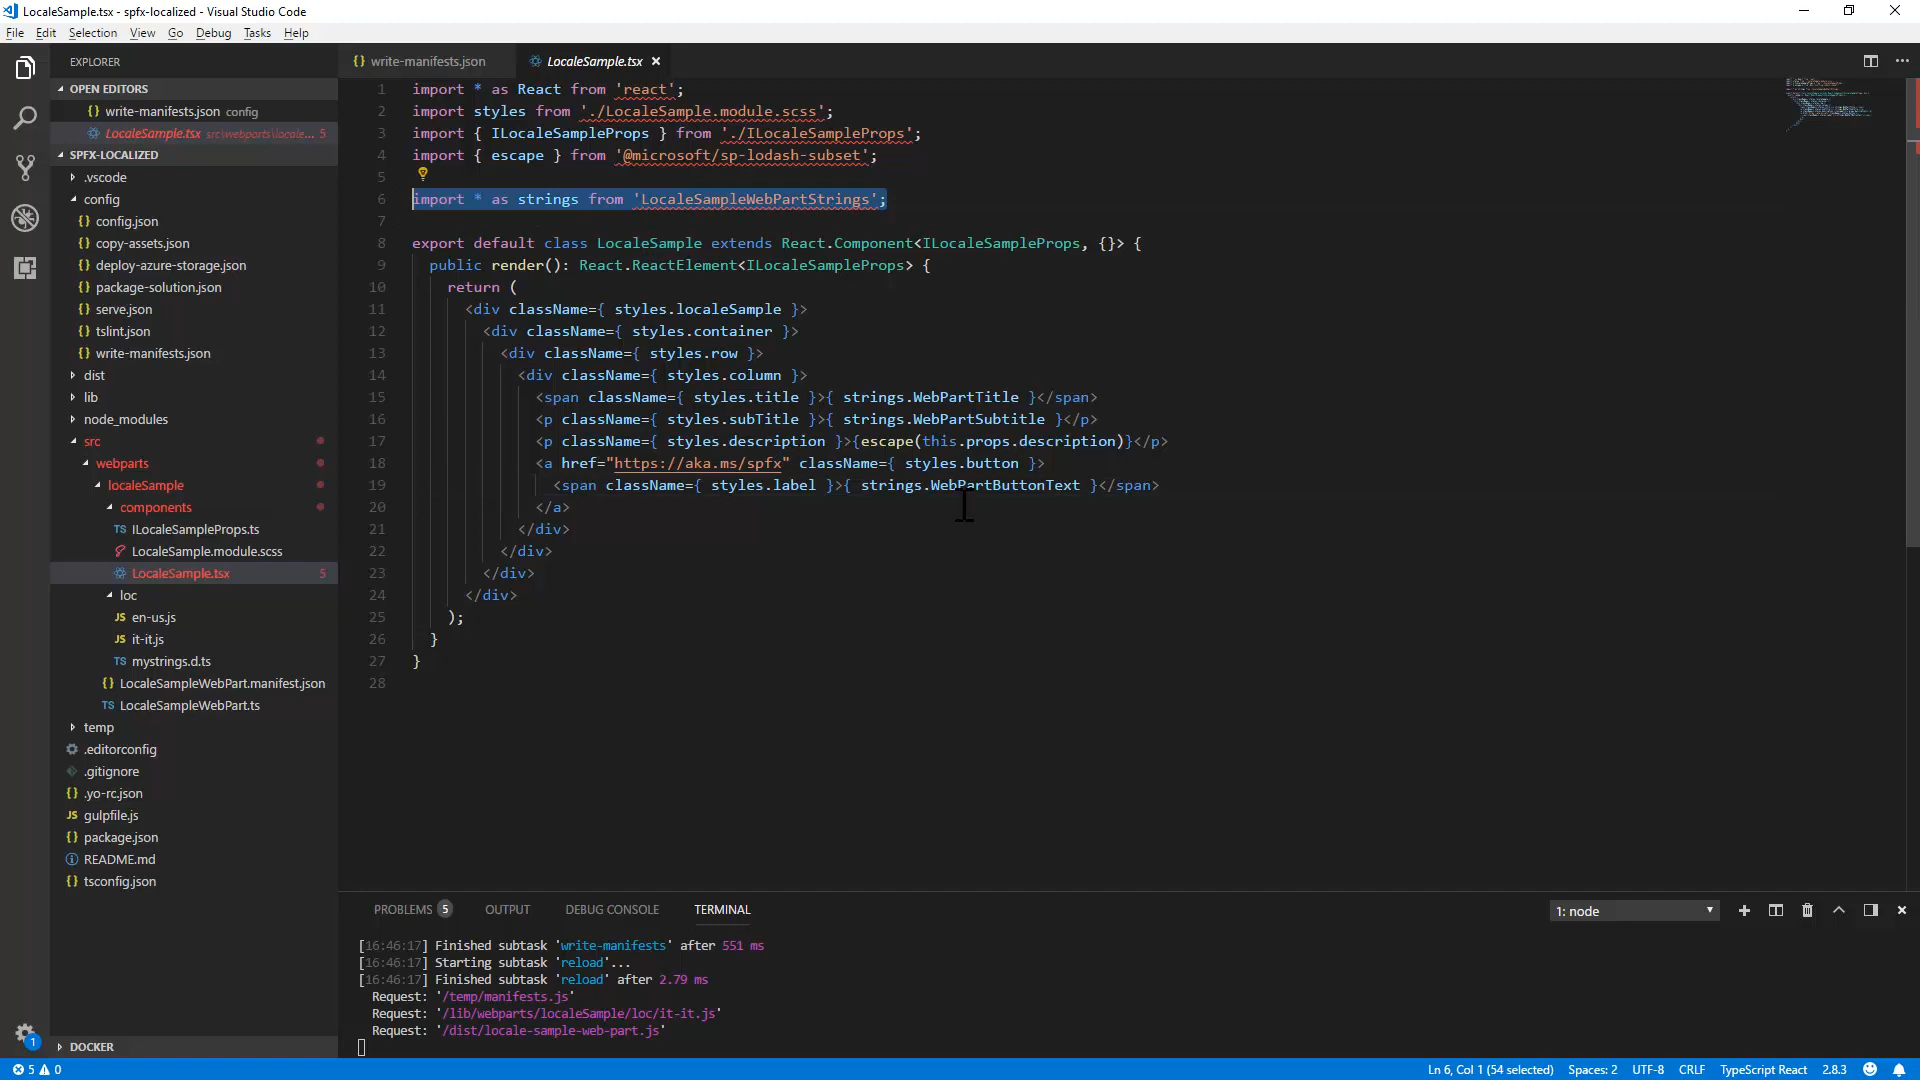 LocaleSample.tsx - spfx-localized - Visual Studio Code
File Edit Selection View Go Debug Tasks Help
EXPLORER
OPEN EDITORS
{} write-manifests.json config
LocaleSample.tsx src\webparts\locale... 5
SPFX-LOCALIZED
.vscode
config
{} config.json
{} copy-assets.json
{} deploy-azure-storage.json
{} package-solution.json
{} serve.json
{} tslint.json
{} write-manifests.json
dist
lib
node_modules
src
webparts
localeSample
components
TS ILocaleSampleProps.ts
LocaleSample.module.scss
LocaleSample.tsx 5
loc
JS en-us.js
JS it-it.js
TS mystrings.d.ts
{} LocaleSampleWebPart.manifest.json
TS LocaleSampleWebPart.ts
temp
.editorconfig
.gitignore
{} .yo-rc.json
JS gulpfile.js
{} package.json
README.md
{} tsconfig.json
DOCKER
1
{} write-manifests.json LocaleSample.tsx
1 import * as React from 'react';
2 import styles from './LocaleSample.module.scss';
3 import { ILocaleSampleProps } from './ILocaleSampleProps';
4 import { escape } from '@microsoft/sp-lodash-subset';
5
6 import * as strings from 'LocaleSampleWebPartStrings';
7
8 export default class LocaleSample extends React.Component<ILocaleSampleProps, {}> {
9 public render(): React.ReactElement<ILocaleSampleProps> {
10 return (
11 <div className={ styles.localeSample }>
12 <div className={ styles.container }>
13 <div className={ styles.row }>
14 <div className={ styles.column }>
15 <span className={ styles.title }>{ strings.WebPartTitle }</span>
16 <p className={ styles.subTitle }>{ strings.WebPartSubtitle }</p>
17 <p className={ styles.description }>{escape(this.props.description)}</p>
18 <a href="https://aka.ms/spfx" className={ styles.button }>
19 <span className={ styles.label }>{ strings.WebPartButtonText }</span>
20 </a>
21 </div>
22 </div>
23 </div>
24 </div>
25 );
26 }
27 }
28
PROBLEMS 5 OUTPUT DEBUG CONSOLE TERMINAL 1: node
[16:46:17] Finished subtask 'write-manifests' after 551 ms
[16:46:17] Starting subtask 'reload'...
[16:46:17] Finished subtask 'reload' after 2.79 ms
Request: '/temp/manifests.js'
Request: '/lib/webparts/localeSample/loc/it-it.js'
Request: '/dist/locale-sample-web-part.js'
5 0 Ln 6, Col 1 (54 selected) Spaces: 2 UTF-8 CRLF TypeScript React 2.8.3